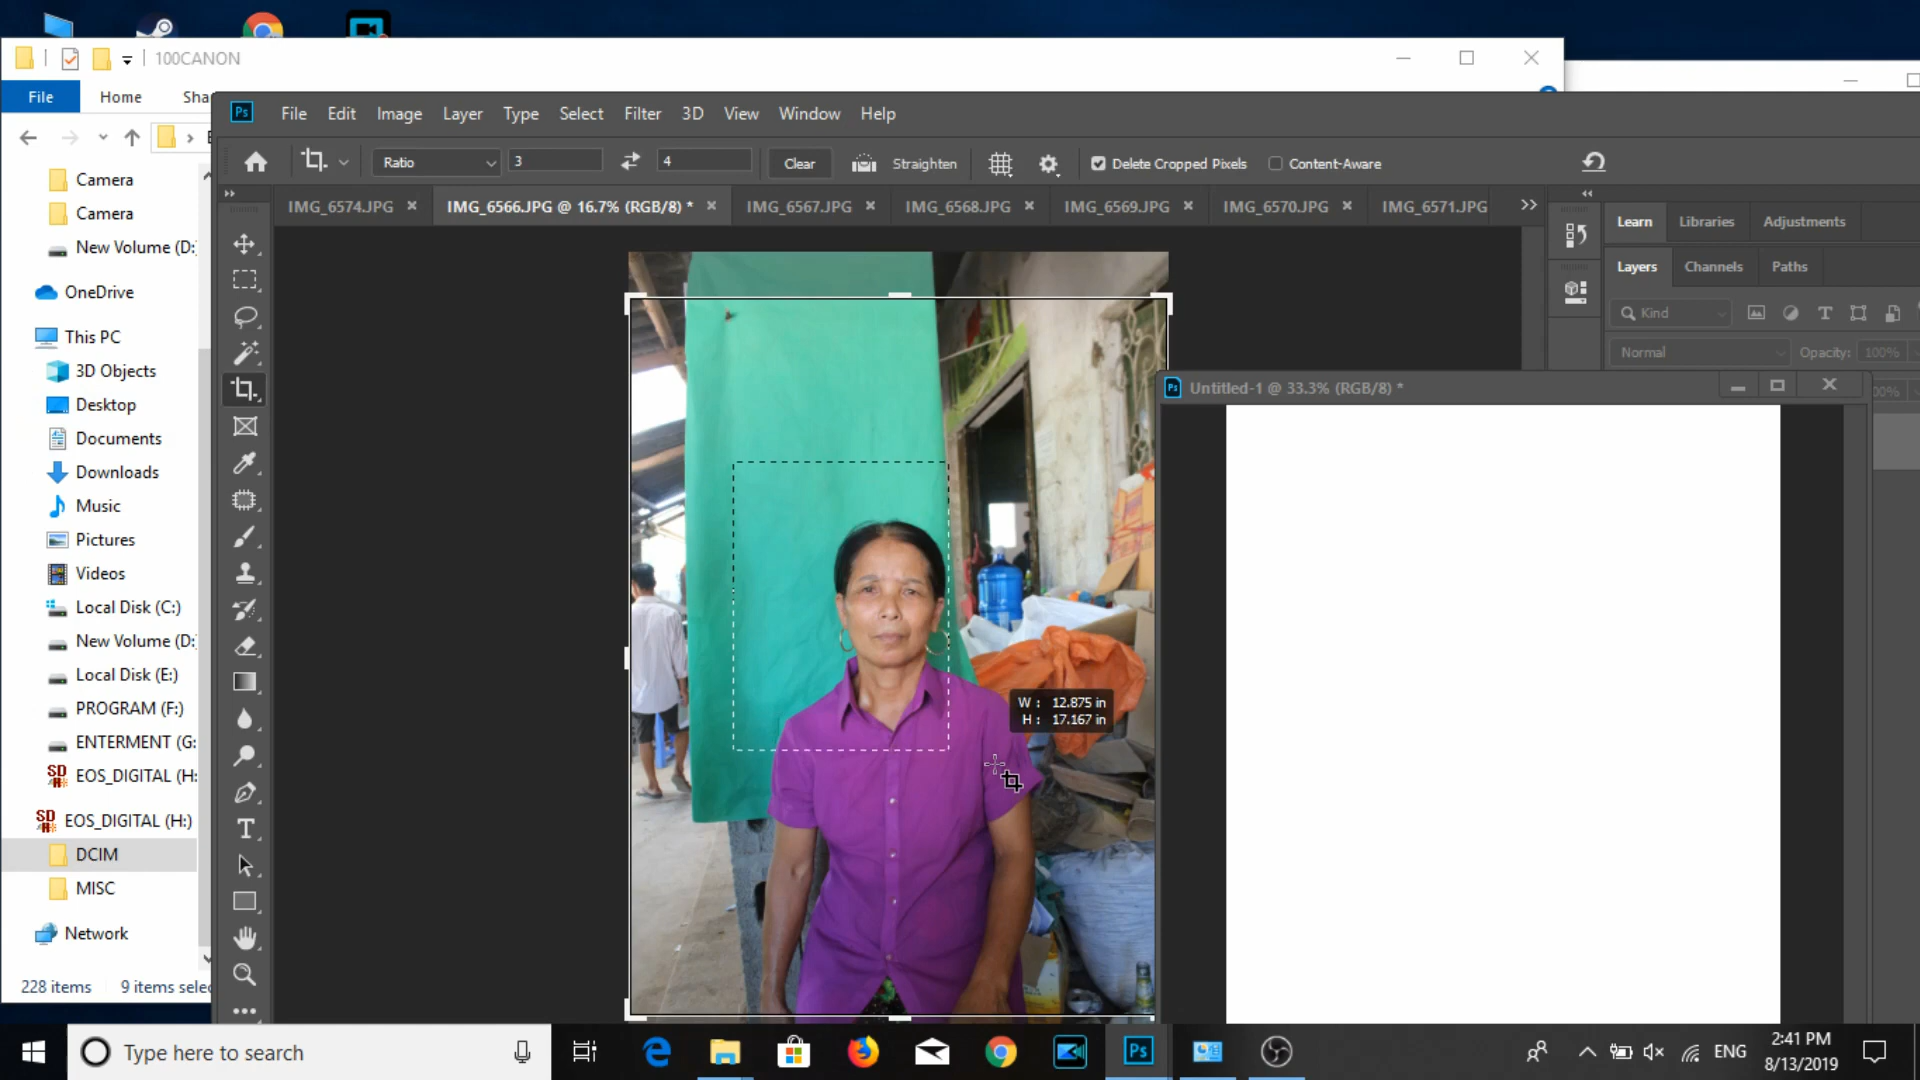 100CANON
File
Home
Camera
Camera
New Volume (D:
OneDrive
This PC
3D Objects
Desktop
Documents
Downloads
Music
Pictures
Videos
Local Disk (C:)
New Volume (D:
Local Disk (E:)
PROGRAM (F:)
ENTERMENT (G:
EOS_DIGITAL (H:
EOS_DIGITAL (H:)
DCIM
MISC
Network
228 items 9 items selec
Ps File Edit Image Layer Type Select Filter 3D View Window Help
Ratio 3 4 Clear Straighten Delete Cropped Pixels Content-Aware
IMG_6574.JPG × IMG_6566.JPG @ 16.7% (RGB/8) * × IMG_6567.JPG × IMG_6568.JPG × IMG_6569.JPG × IMG_6570.JPG × IMG_6571.JPG
Learn Libraries Adjustments
Layers Channels Paths
Kind
Normal Opacity: 100%
Ps Untitled-1 @ 33.3% (RGB/8) *
W : 12.875 in
H : 17.167 in
Type here to search
Ps
ENG
2:41 PM
8/13/2019